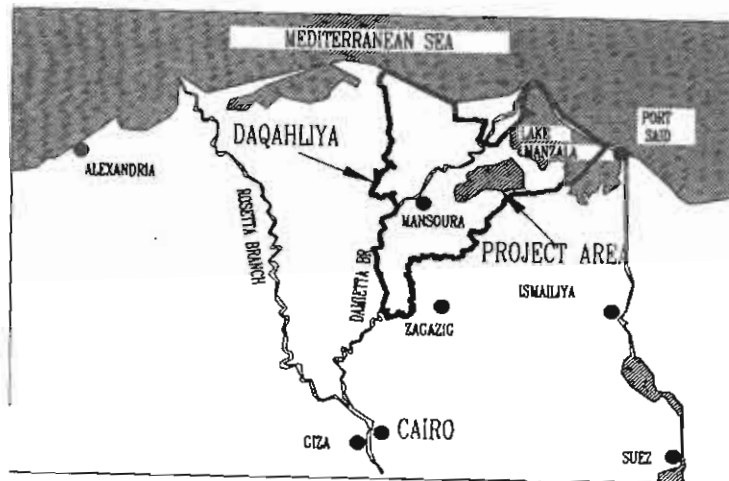 MEDITERRANEAN SEA
PORT
SAID
DAQAHLIYA
LAKE
MANZALA
ALEXANDRIA
ROSETTA BRANCH
MANSOURA
PROJECT AREA
DAMIETTA BR
ISMAILIYA
ZAGAZIG
GIZA
CAIRO
SUEZ